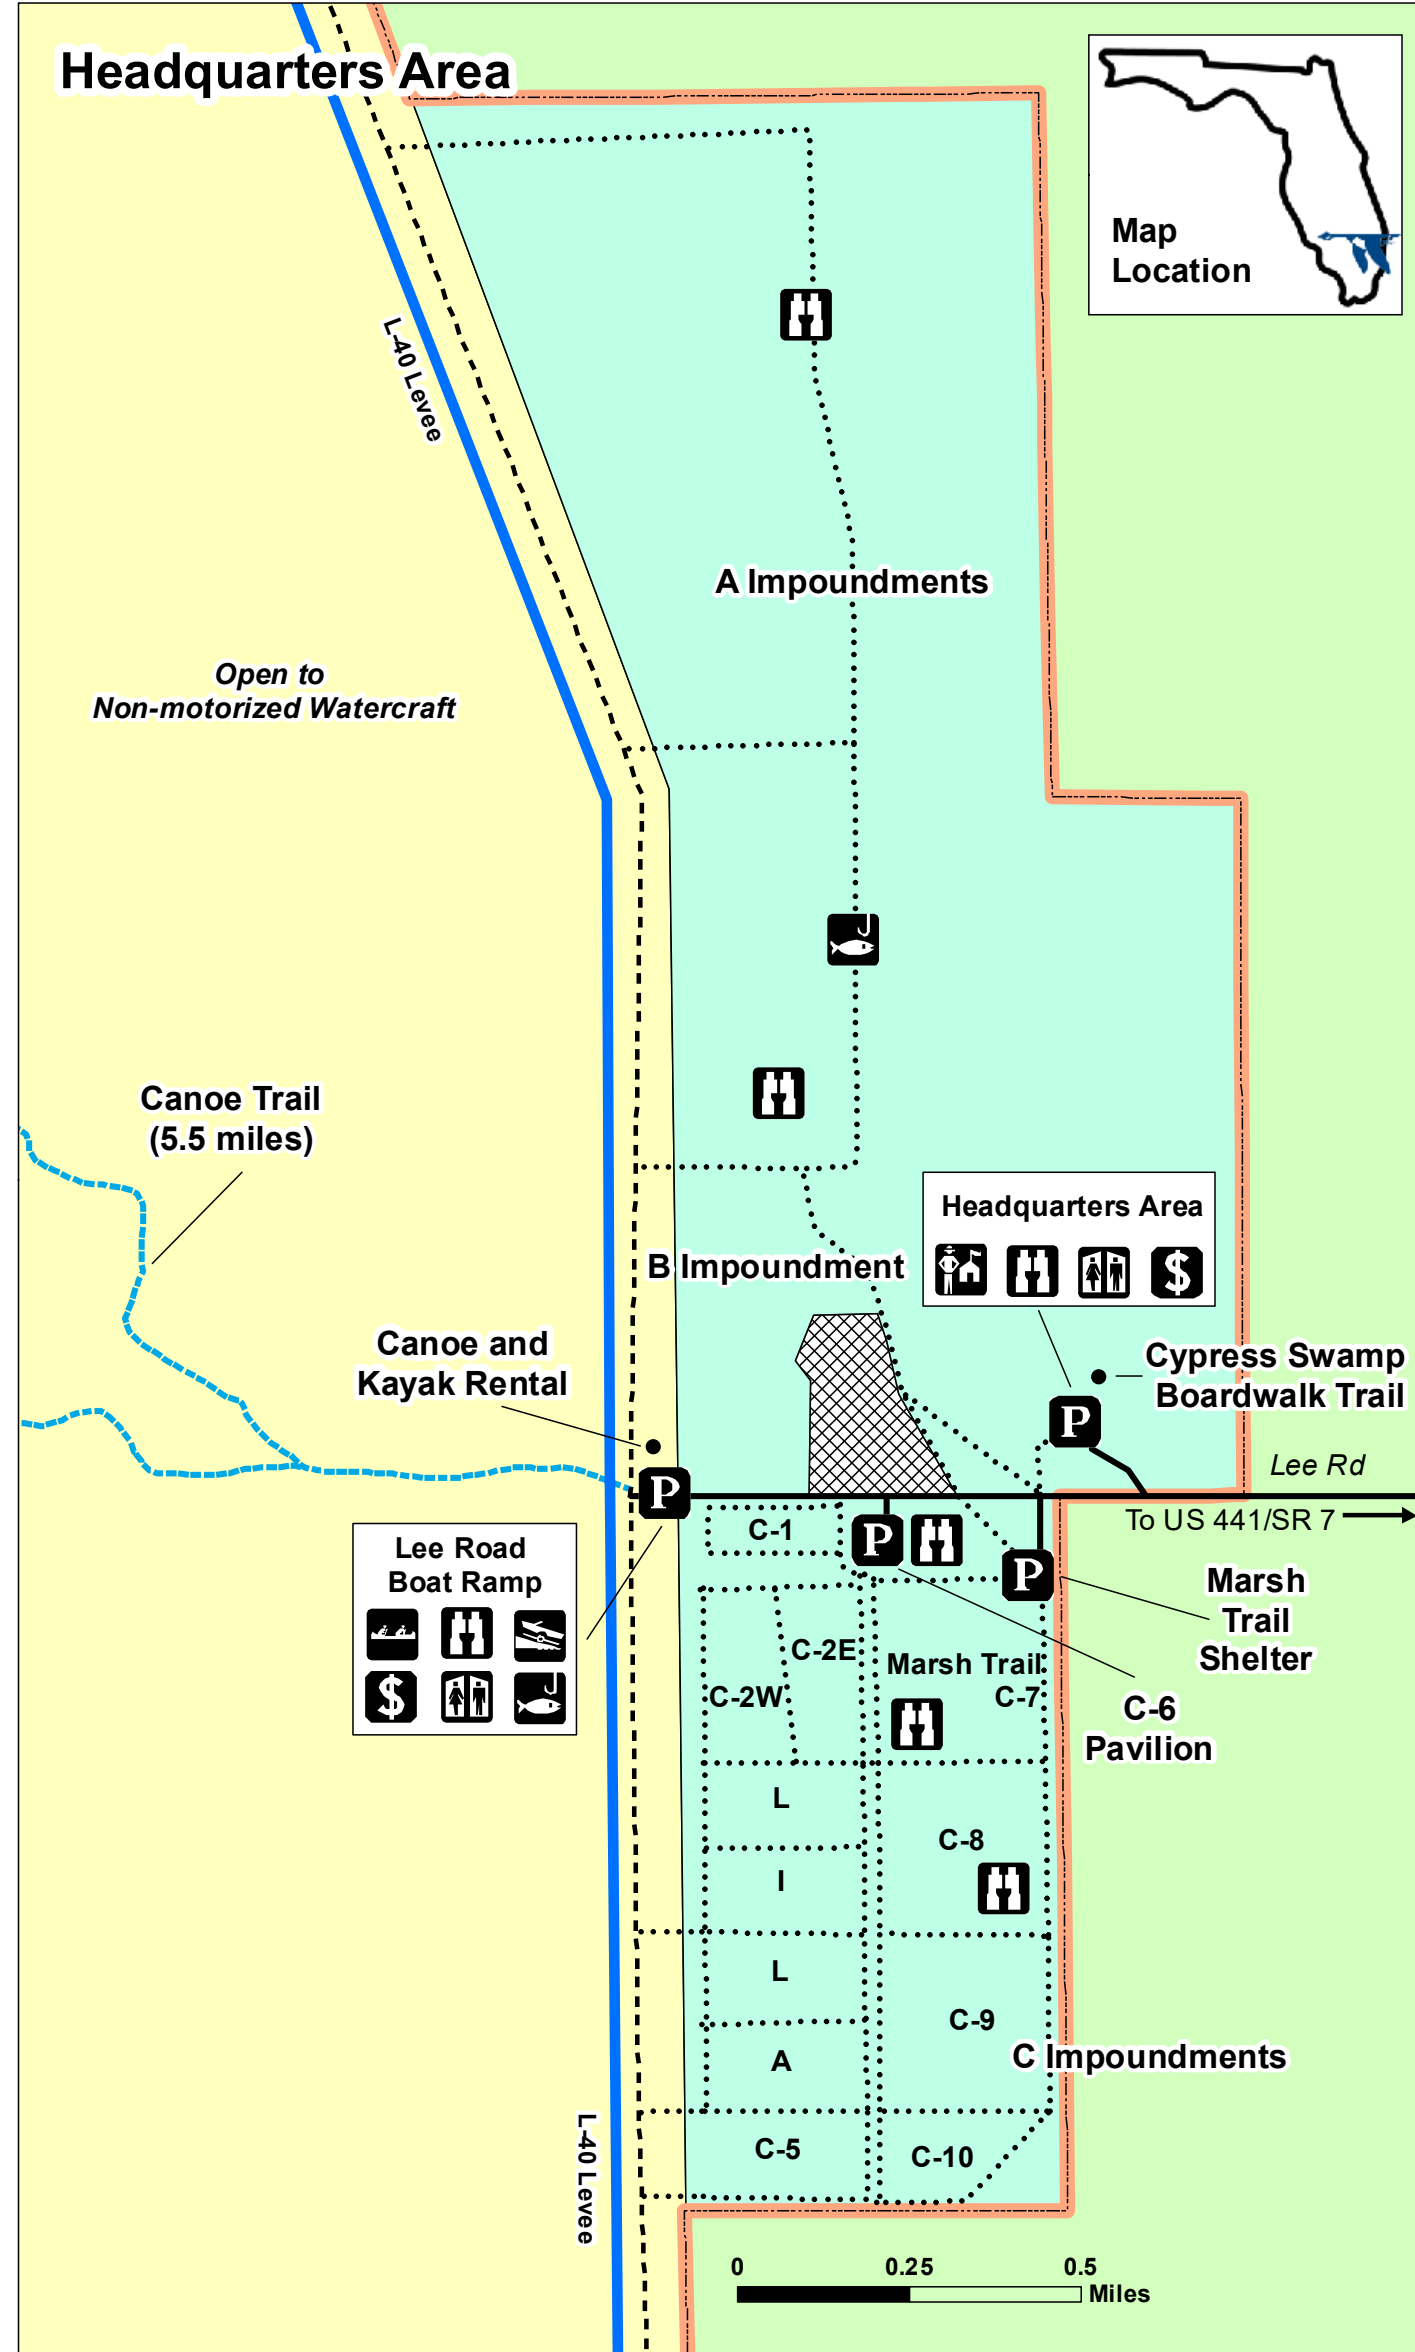 Headquarters Area
Map
Location
L-40 Levee
A Impoundments
Open to
Non-motorized Watercraft
Canoe Trail
(5.5 miles)
Headquarters Area
$
B Impoundment
Canoe and
Kayak Rental
Cypress Swamp
Boardwalk Trail
P
Lee Rd
P
To US 441/SR 7
C-1
P
P
Lee Road
Boat Ramp
$
Marsh
Trail
Shelter
C-2E
Marsh Trail
C-7
C-2W
C-6
Pavilion
L
C-8
I
L
C-9
C Impoundments
A
C-5
C-10
L-40 Levee
0 0.25 0.5
Miles